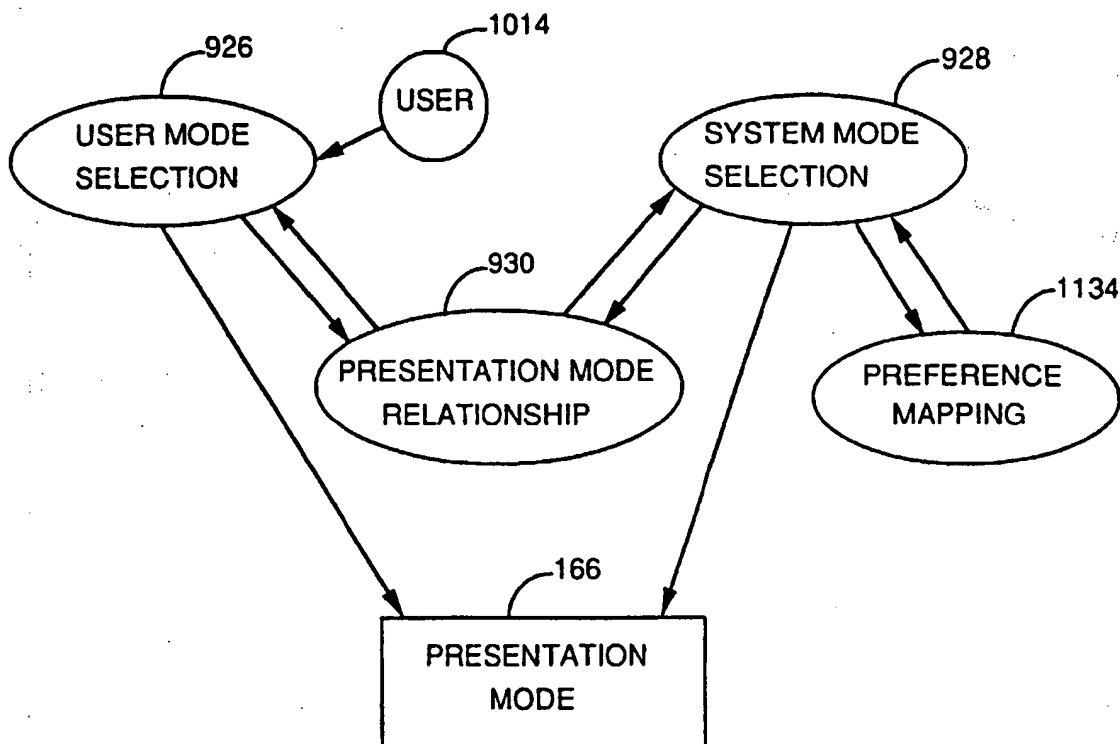 1014
926
928
USER
USER MODE
SELECTION
SYSTEM MODE
SELECTION
930
1134
PRESENTATION MODE
RELATIONSHIP
PREFERENCE
MAPPING
166
PRESENTATION
MODE